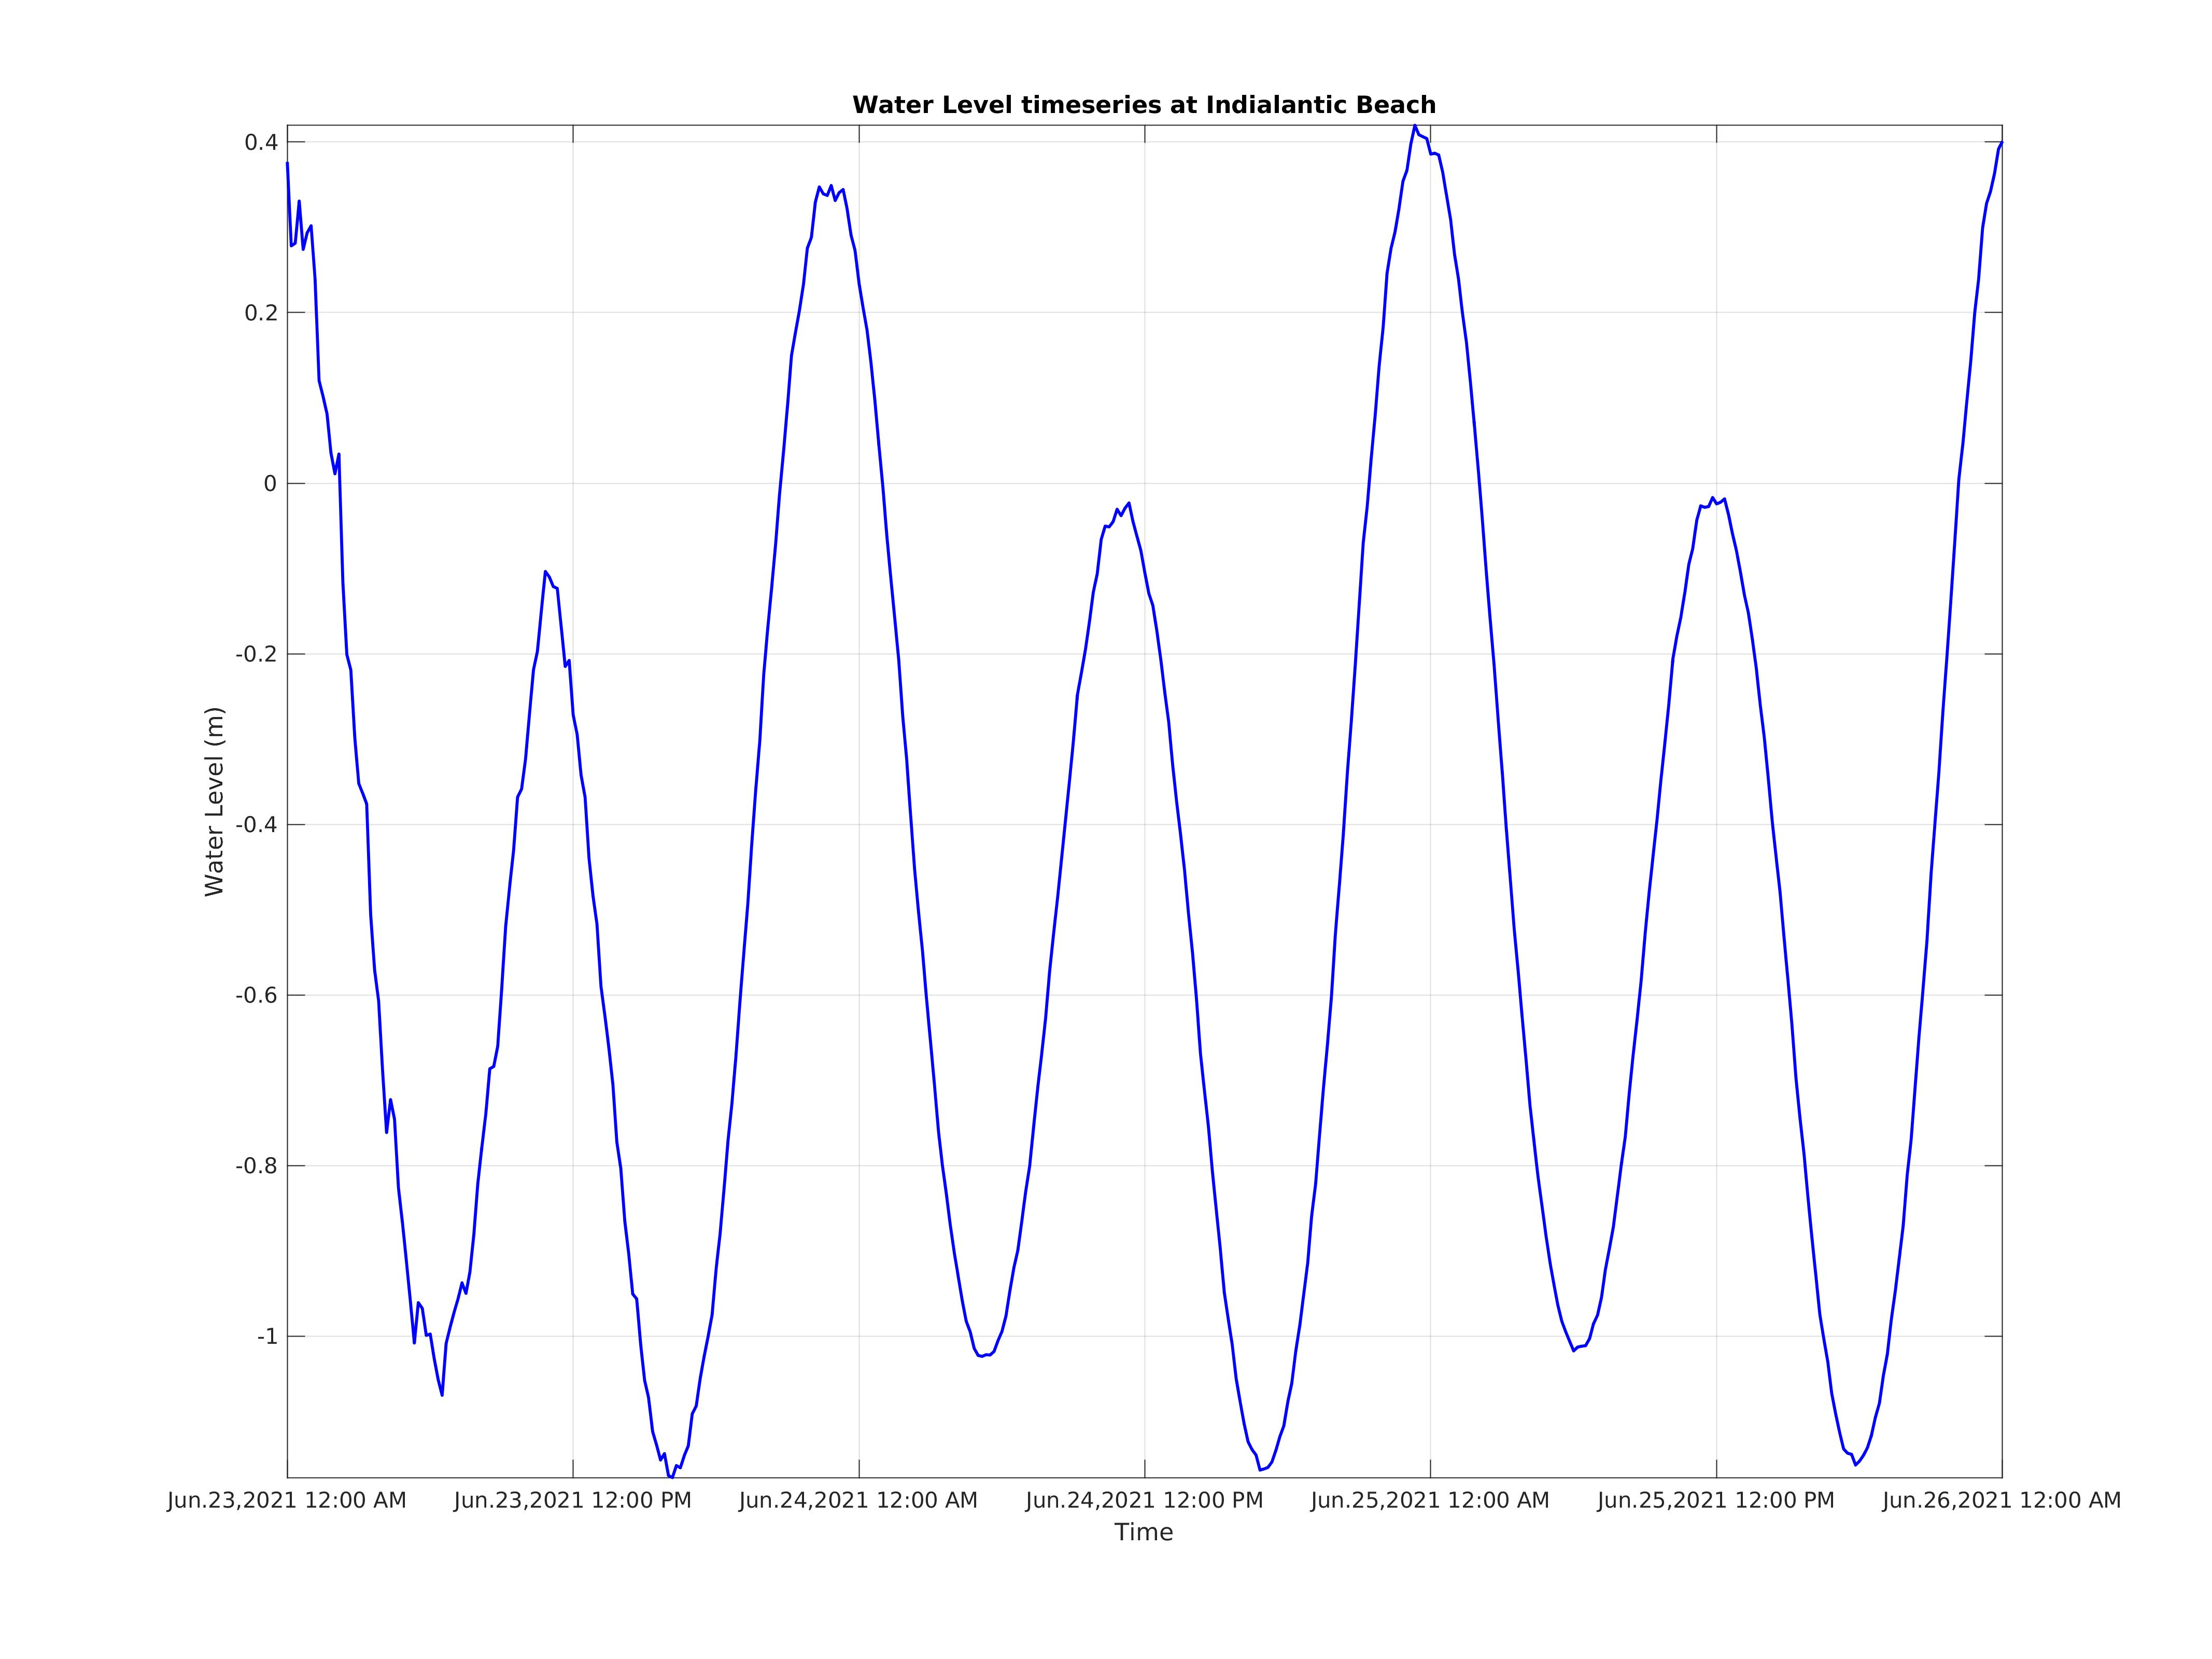 Water Level timeseries at Indialantic Beach
0.4
0.2
0
-0.2
-0.4
-0.6
-0.8
-1
Water Level (m)
Jun.23,2021 12:00 AM Jun.23,2021 12:00 PM Jun.24,2021 12:00 AM Jun.24,2021 12:00 PM Jun.25,2021 12:00 AM Jun.25,2021 12:00 PM Jun.26,2021 12:00 AM
Time